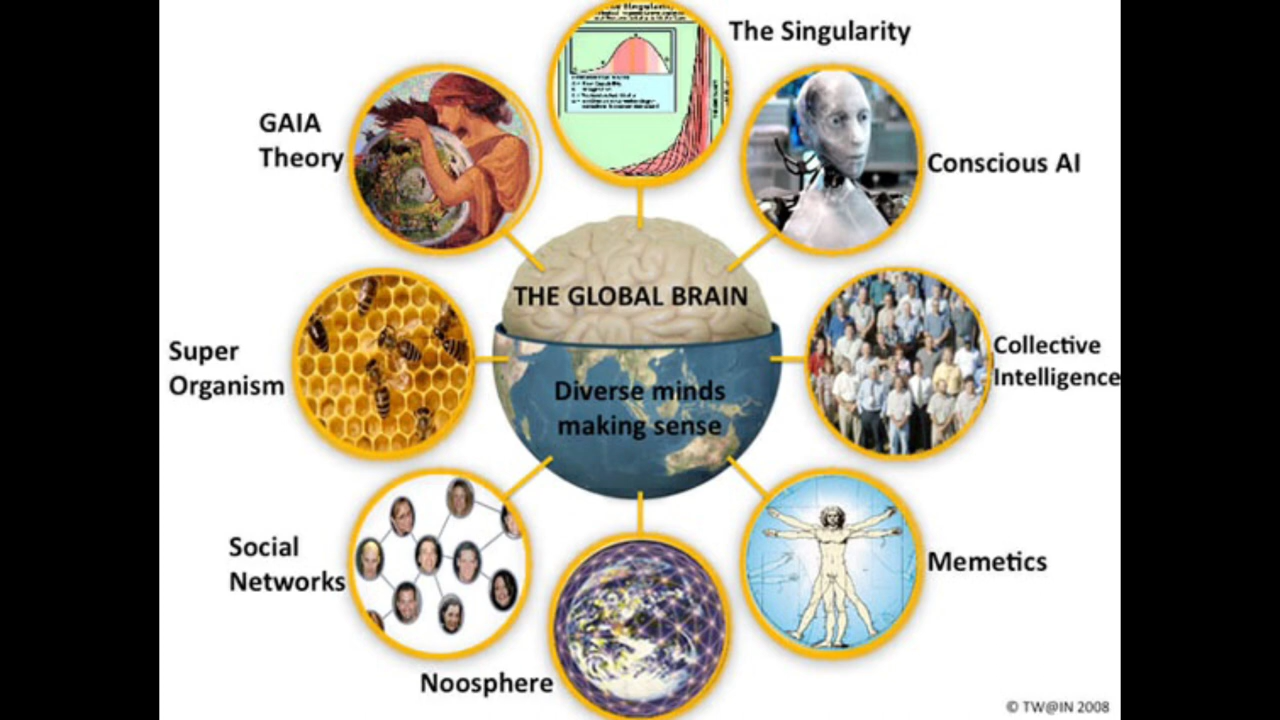 The Singularity
GAIA
Theory
Conscious AI
THE GLOBAL BRAIN
Super
Organism
Collective
Intelligence
Diverse minds
making sense
Social
Networks
Memetics
Noosphere
© TW@IN 2008